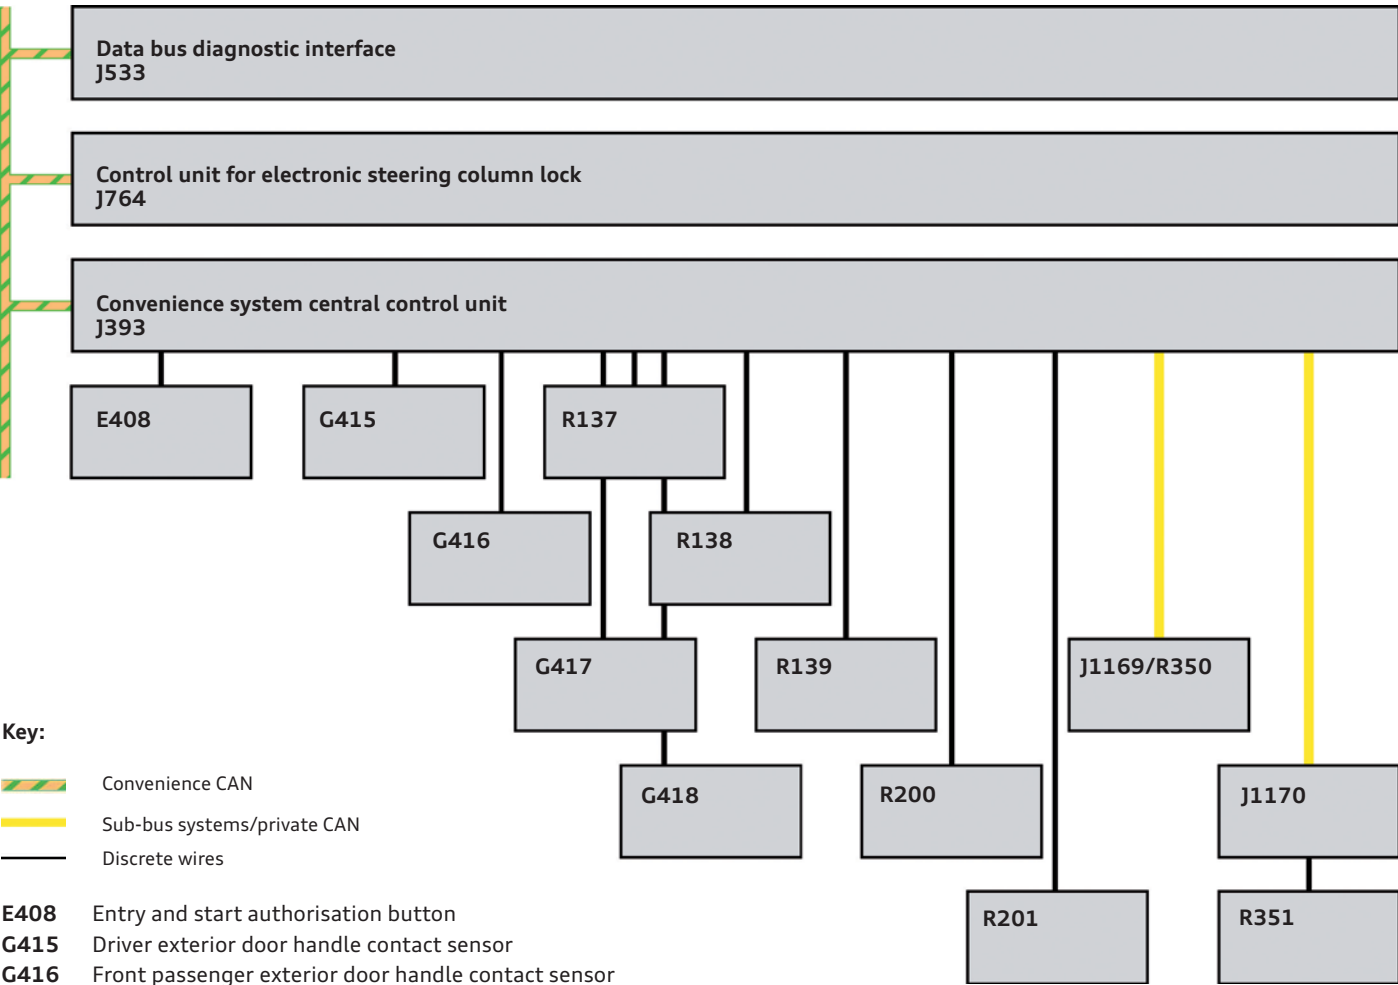 Data bus diagnostic interface
J533
Control unit for electronic steering column lock
J764
Convenience system central control unit
J393
E408
G415
R137
G416
R138
G417
R139
J1169/R350
G418
R200
J1170
R201
R351
Key:
Convenience CAN
Sub-bus systems/private CAN
Discrete wires
E408 Entry and start authorisation button
G415 Driver exterior door handle contact sensor
G416 Front passenger exterior door handle contact sensor